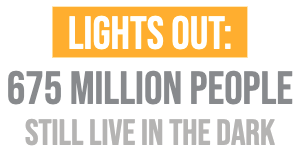 LIGHTS OUT:
675 MILLION PEOPLE
STILL LIVE IN THE DARK